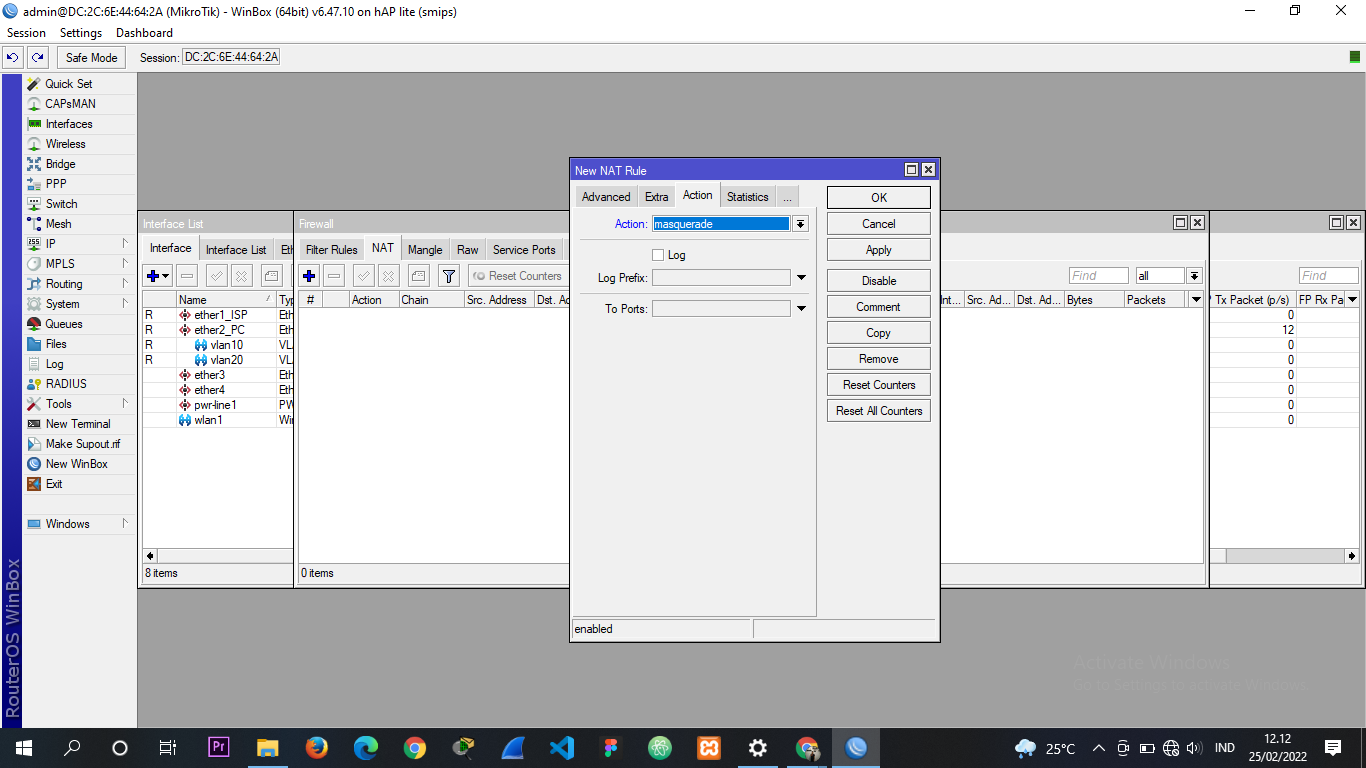 admin@DC:2C:6E:44:64:2A (MikroTik) - WinBox (64bit) v6.47.10 on hAP lite (smips)
Session Settings Dashboard
Safe Mode Session: DC:2C:6E:44:64:2A
Quick Set
CAPsMAN
Interfaces
Wireless
Bridge
PPP
Switch
Mesh
IP
MPLS
Routing
System
Queues
Files
Log
RADIUS
Tools
New Terminal
Make Supout.rif
New WinBox
Exit
Windows
RouterOS WinBox
Interface List
Interface Interface List Eth
Name Typ
R ether1_ISP Eth
R ether2_PC Eth
R vlan10 VL
R vlan20 VL
ether3 Eth
ether4 Eth
pwr-line1 PW
wlan1 Wir
8 items
Firewall
Filter Rules NAT Mangle Raw Service Ports
Reset Counters
Find all
# Action Chain Src. Address Dst. Ad
Int... Src. Ad... Dst. Ad... Bytes Packets
0 items
New NAT Rule
Advanced Extra Action Statistics ...
Action: masquerade
Log
Log Prefix:
To Ports:
OK
Cancel
Apply
Disable
Comment
Copy
Remove
Reset Counters
Reset All Counters
enabled
Find
Tx Packet (p/s) FP Rx Pa
0
12
0
0
0
0
0
0
Activate Windows
Go to Settings to activate Windows.
25°C IND 12.12
25/02/2022